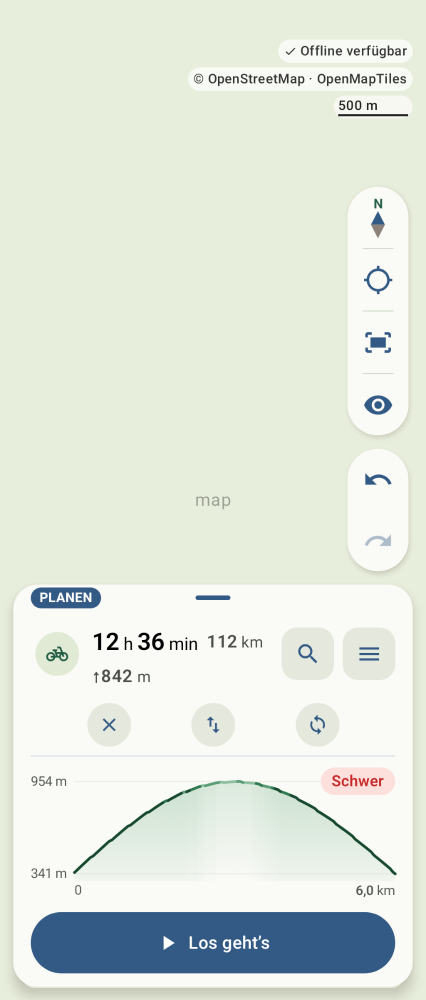 ✓ Offline verfügbar
© OpenStreetMap · OpenMapTiles
500 m
N
map
PLANEN
12 h 36 min 112 km
↑842 m
954 m
Schwer
341 m
0
6,0 km
Los geht’s